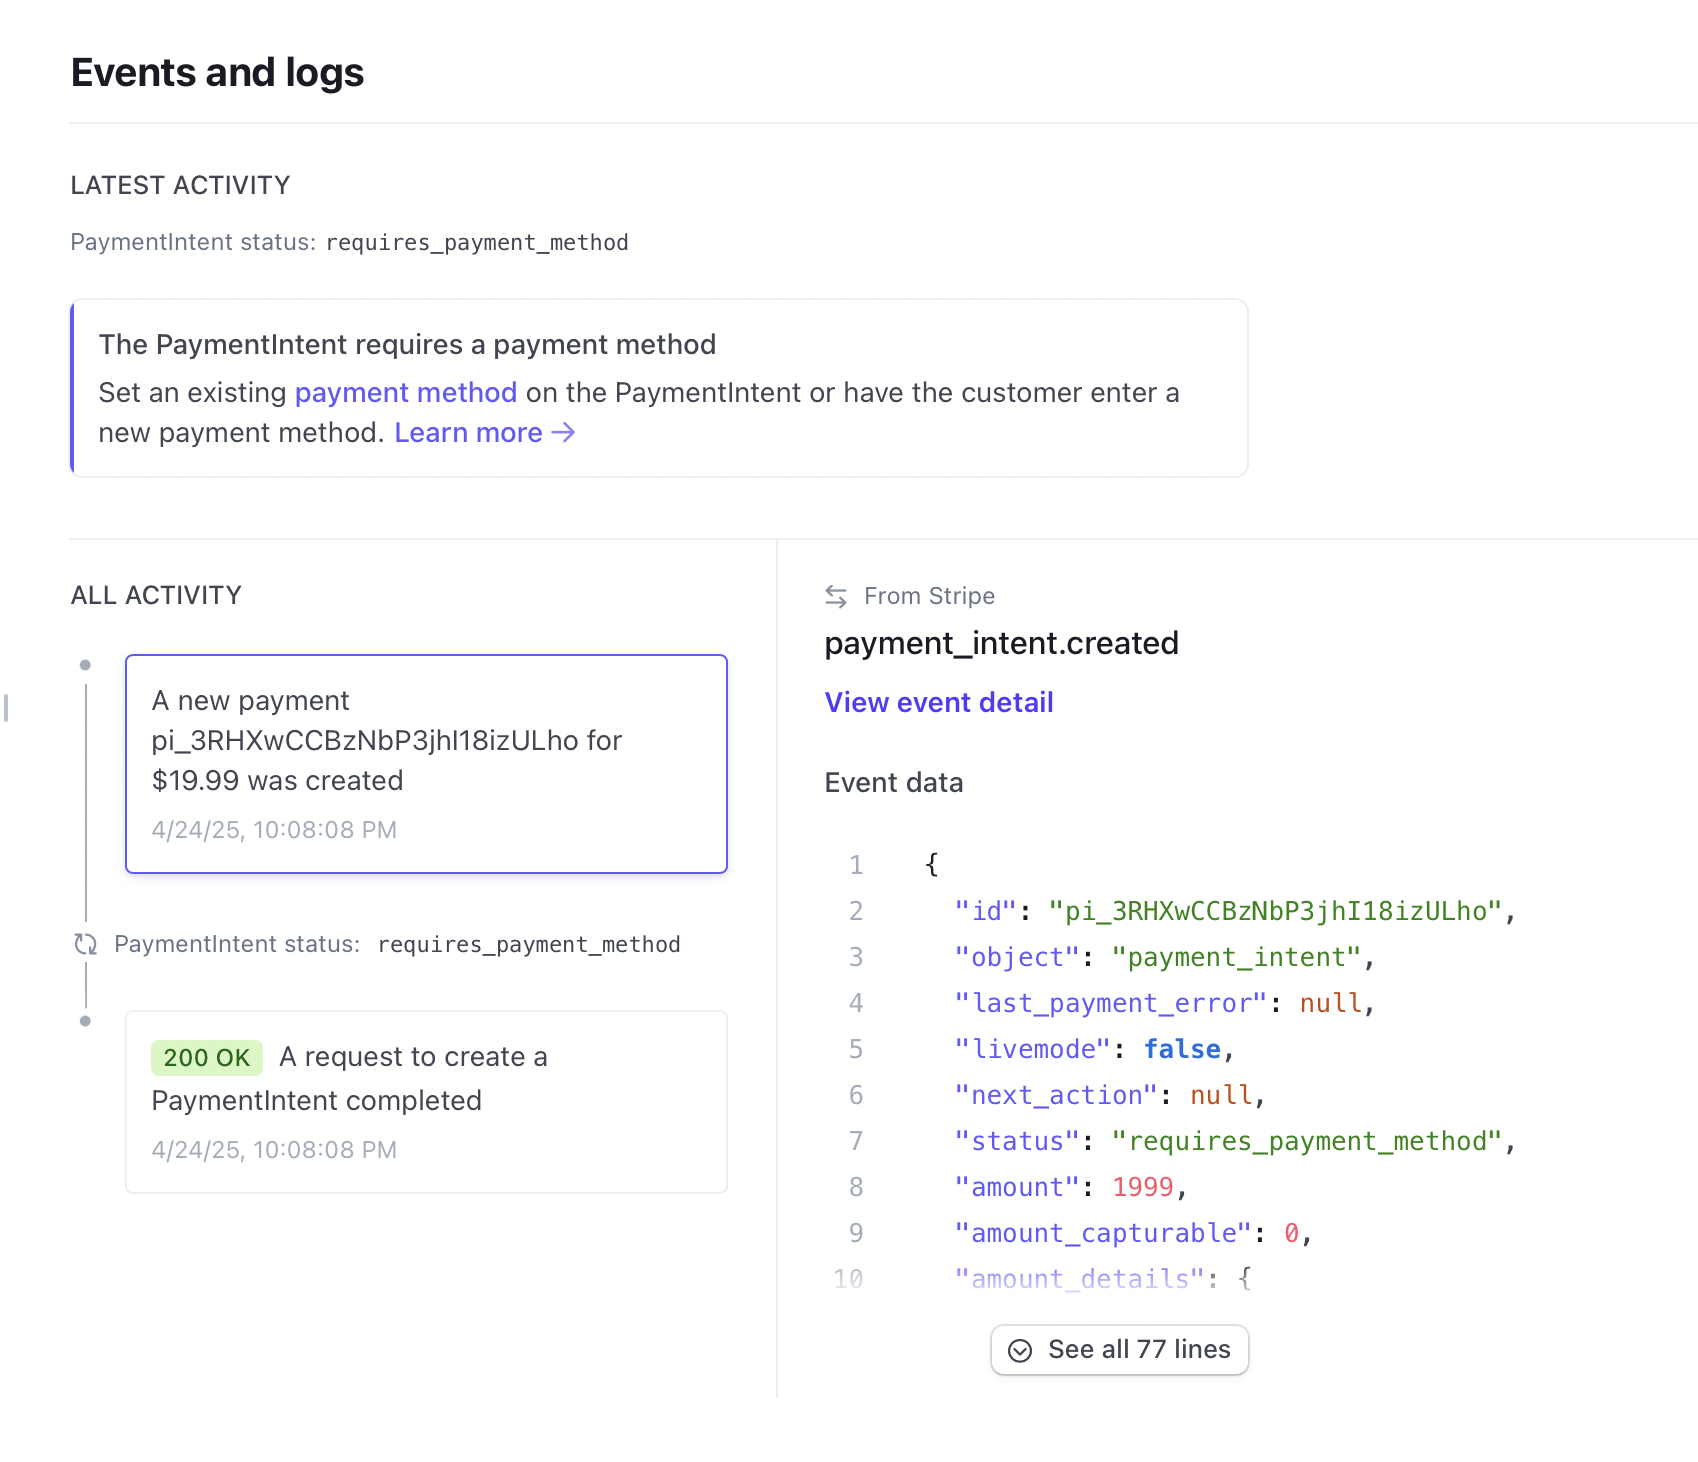 Events and logs
LATEST ACTIVITY
PaymentIntent status: requires_payment_method
The PaymentIntent requires a payment method
Set an existing payment method on the PaymentIntent or have the customer enter a
new payment method. Learn more →
ALL ACTIVITY
A new payment
pi_3RHXwCCBzNbP3jhI18izULho for
$19.99 was created
4/24/25, 10:08:08 PM
PaymentIntent status: requires_payment_method
200 OK A request to create a
PaymentIntent completed
4/24/25, 10:08:08 PM
From Stripe
payment_intent.created
View event detail
Event data
1 {
2 "id": "pi_3RHXwCCBzNbP3jhI18izULho",
3 "object": "payment_intent",
4 "last_payment_error": null,
5 "livemode": false,
6 "next_action": null,
7 "status": "requires_payment_method",
8 "amount": 1999,
9 "amount_capturable": 0,
10 "amount_details": {
See all 77 lines